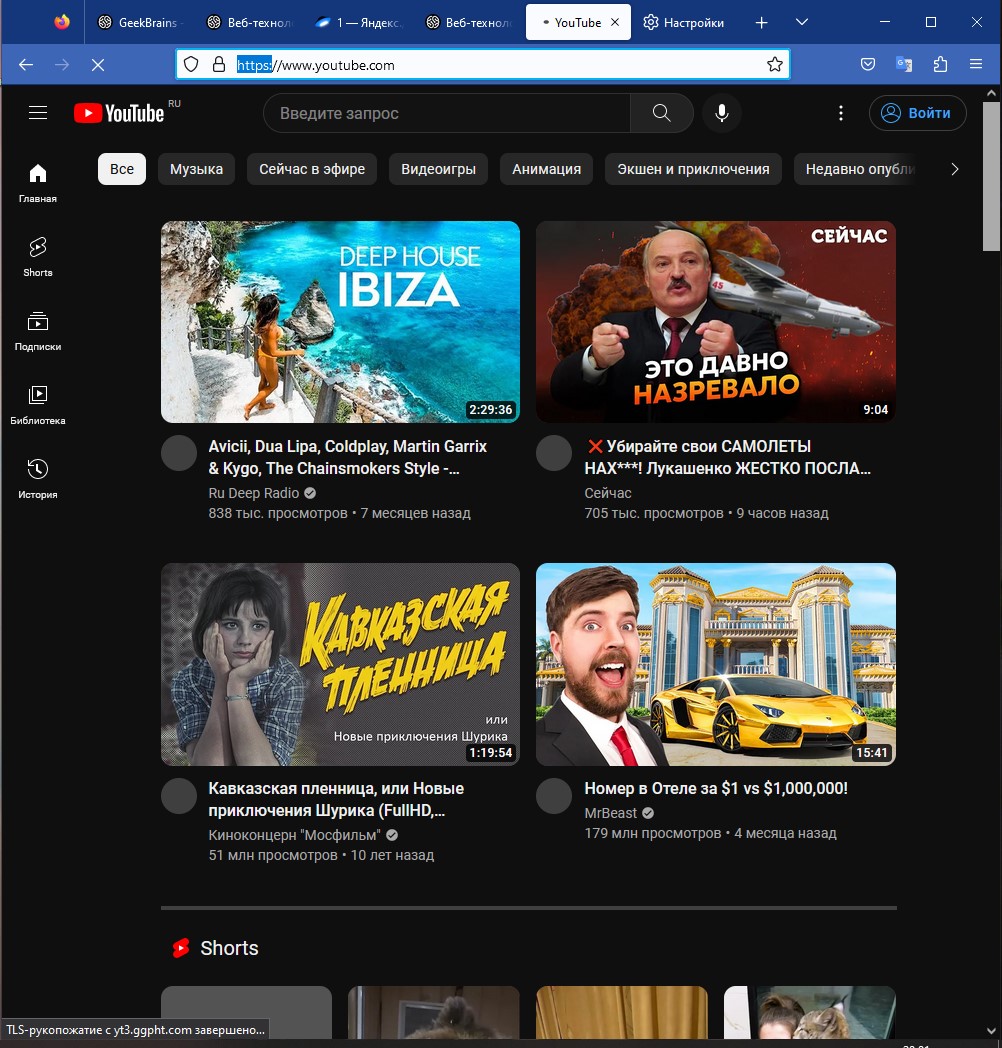 GeekBrains -
Веб-технол
1 — Яндекс.
Веб-технол
YouTube
Настройки
https://www.youtube.com
YouTube RU
Введите запрос
Войти
Все
Музыка
Сейчас в эфире
Видеоигры
Анимация
Экшен и приключения
Недавно опубли
Главная
Shorts
Подписки
Библиотека
История
DEEP HOUSE
IBIZA
2:29:36
Avicii, Dua Lipa, Coldplay, Martin Garrix
& Kygo, The Chainsmokers Style -...
Ru Deep Radio
838 тыс. просмотров • 7 месяцев назад
СЕЙЧАС
45
ЭТО ДАВНО
НАЗРЕВАЛО
9:04
❌ Убирайте свои САМОЛЕТЫ
НАХ***! Лукашенко ЖЕСТКО ПОСЛА...
Сейчас
705 тыс. просмотров • 9 часов назад
КАВКАЗСКАЯ
ПЛЕННИЦА
или
Новые приключения Шурика
1:19:54
Кавказская пленница, или Новые
приключения Шурика (FullHD,...
Киноконцерн "Мосфильм"
51 млн просмотров • 10 лет назад
15:41
Номер в Отеле за $1 vs $1,000,000!
MrBeast
179 млн просмотров • 4 месяца назад
Shorts
TLS-рукопожатие с yt3.ggpht.com завершено...